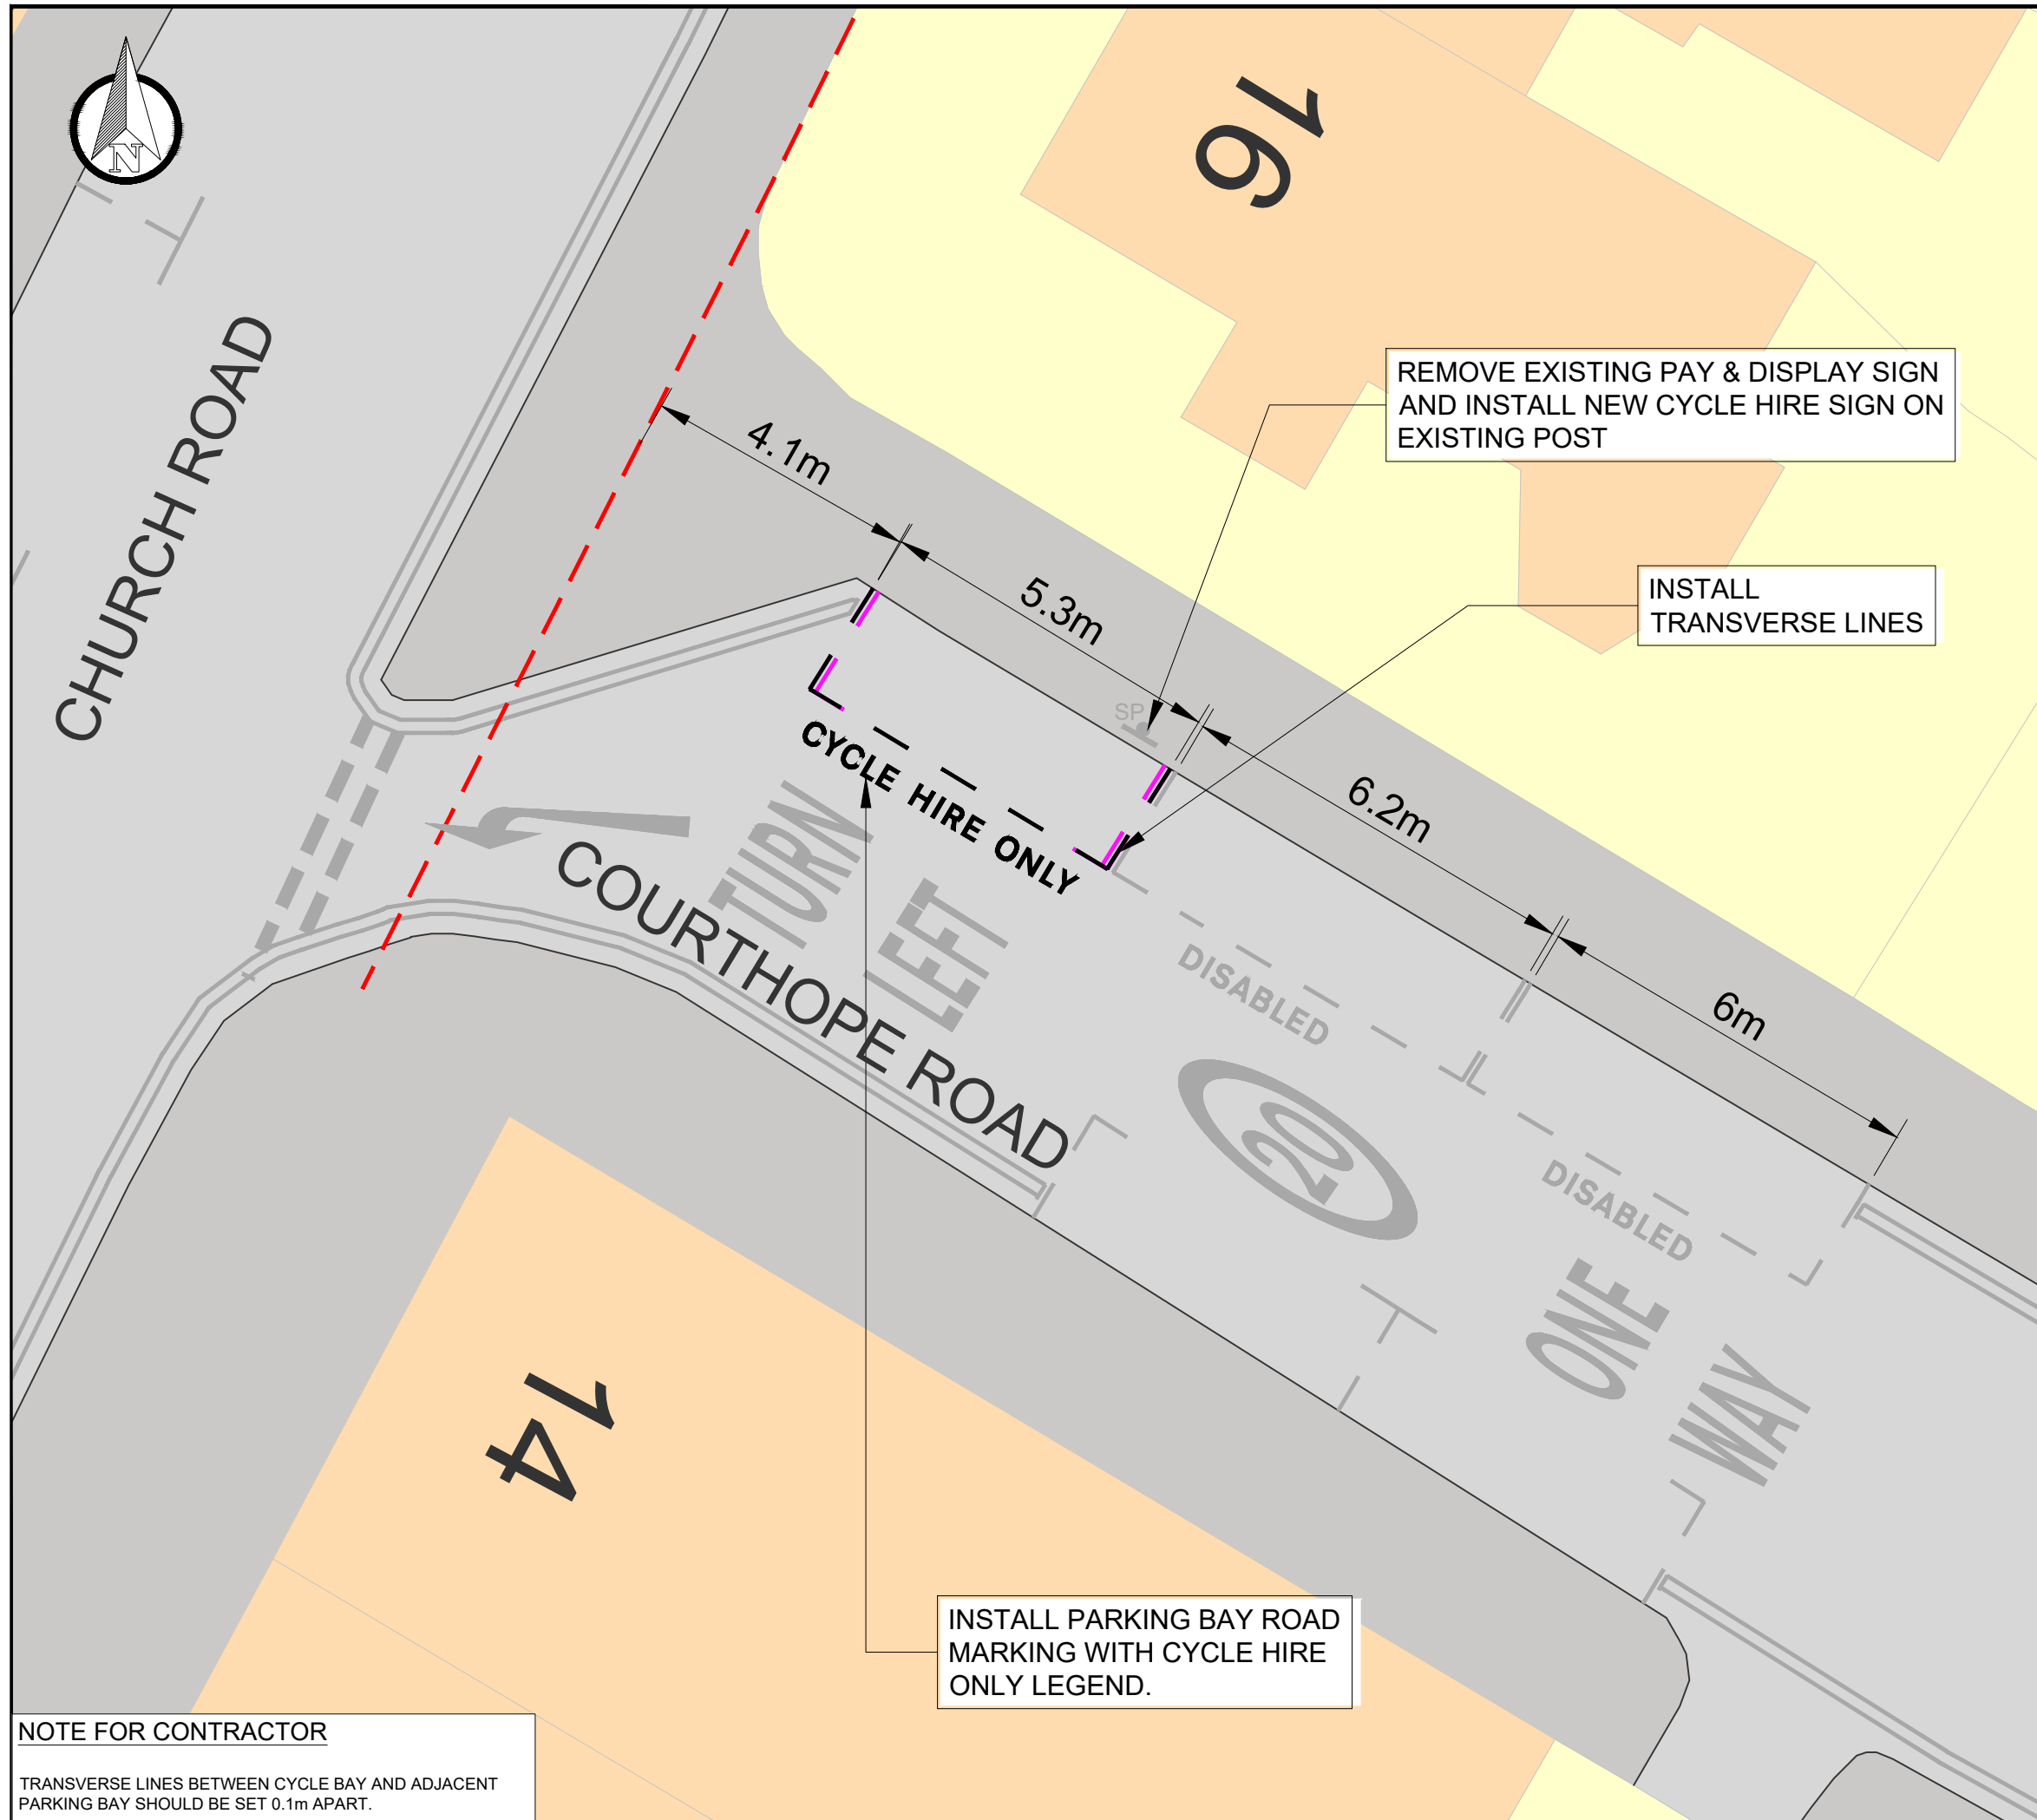 N
16
CHURCH ROAD
REMOVE EXISTING PAY & DISPLAY SIGN
AND INSTALL NEW CYCLE HIRE SIGN ON
EXISTING POST
4.1m
5.3m
INSTALL
TRANSVERSE LINES
SP
6.2m
CYCLE HIRE ONLY
TURN
LEFT
COURTHOPE ROAD
DISABLED
6m
20
DISABLED
ONE
WAY
14
INSTALL PARKING BAY ROAD
MARKING WITH CYCLE HIRE
ONLY LEGEND.
NOTE FOR CONTRACTOR
TRANSVERSE LINES BETWEEN CYCLE BAY AND ADJACENT
PARKING BAY SHOULD BE SET 0.1m APART.